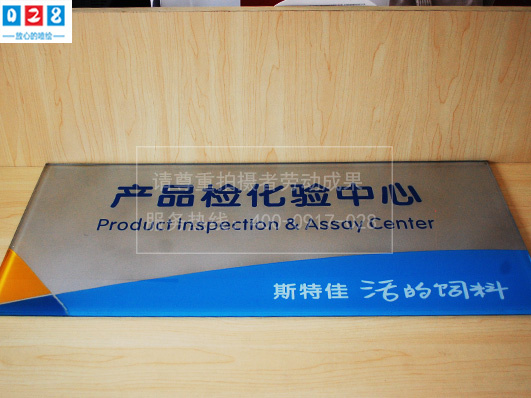 028
放心的喷绘
请尊重拍摄者劳动成果
产品检化验中心
服务热线：400-0917-028
Product Inspection & Assay Center
斯特佳 活的饲料